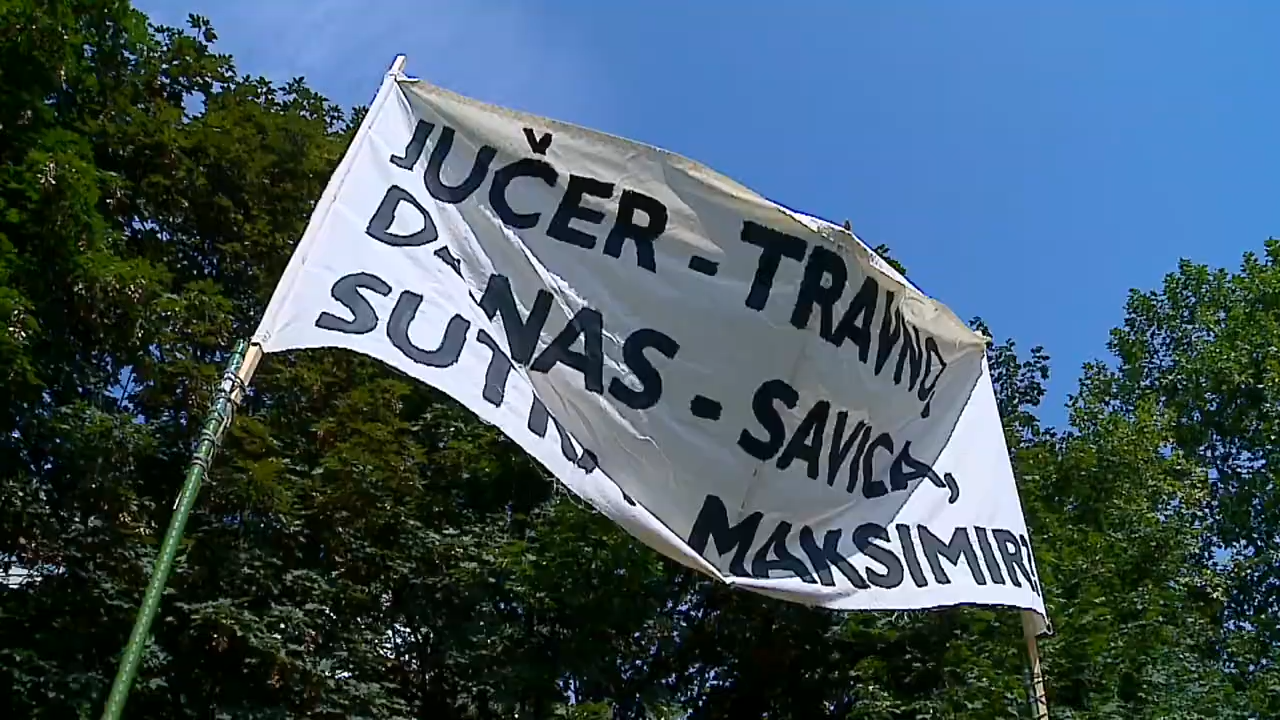 JUČER - TRAVNO,
DANAS - SAVICA,
SUTRA MAKSIMIR?